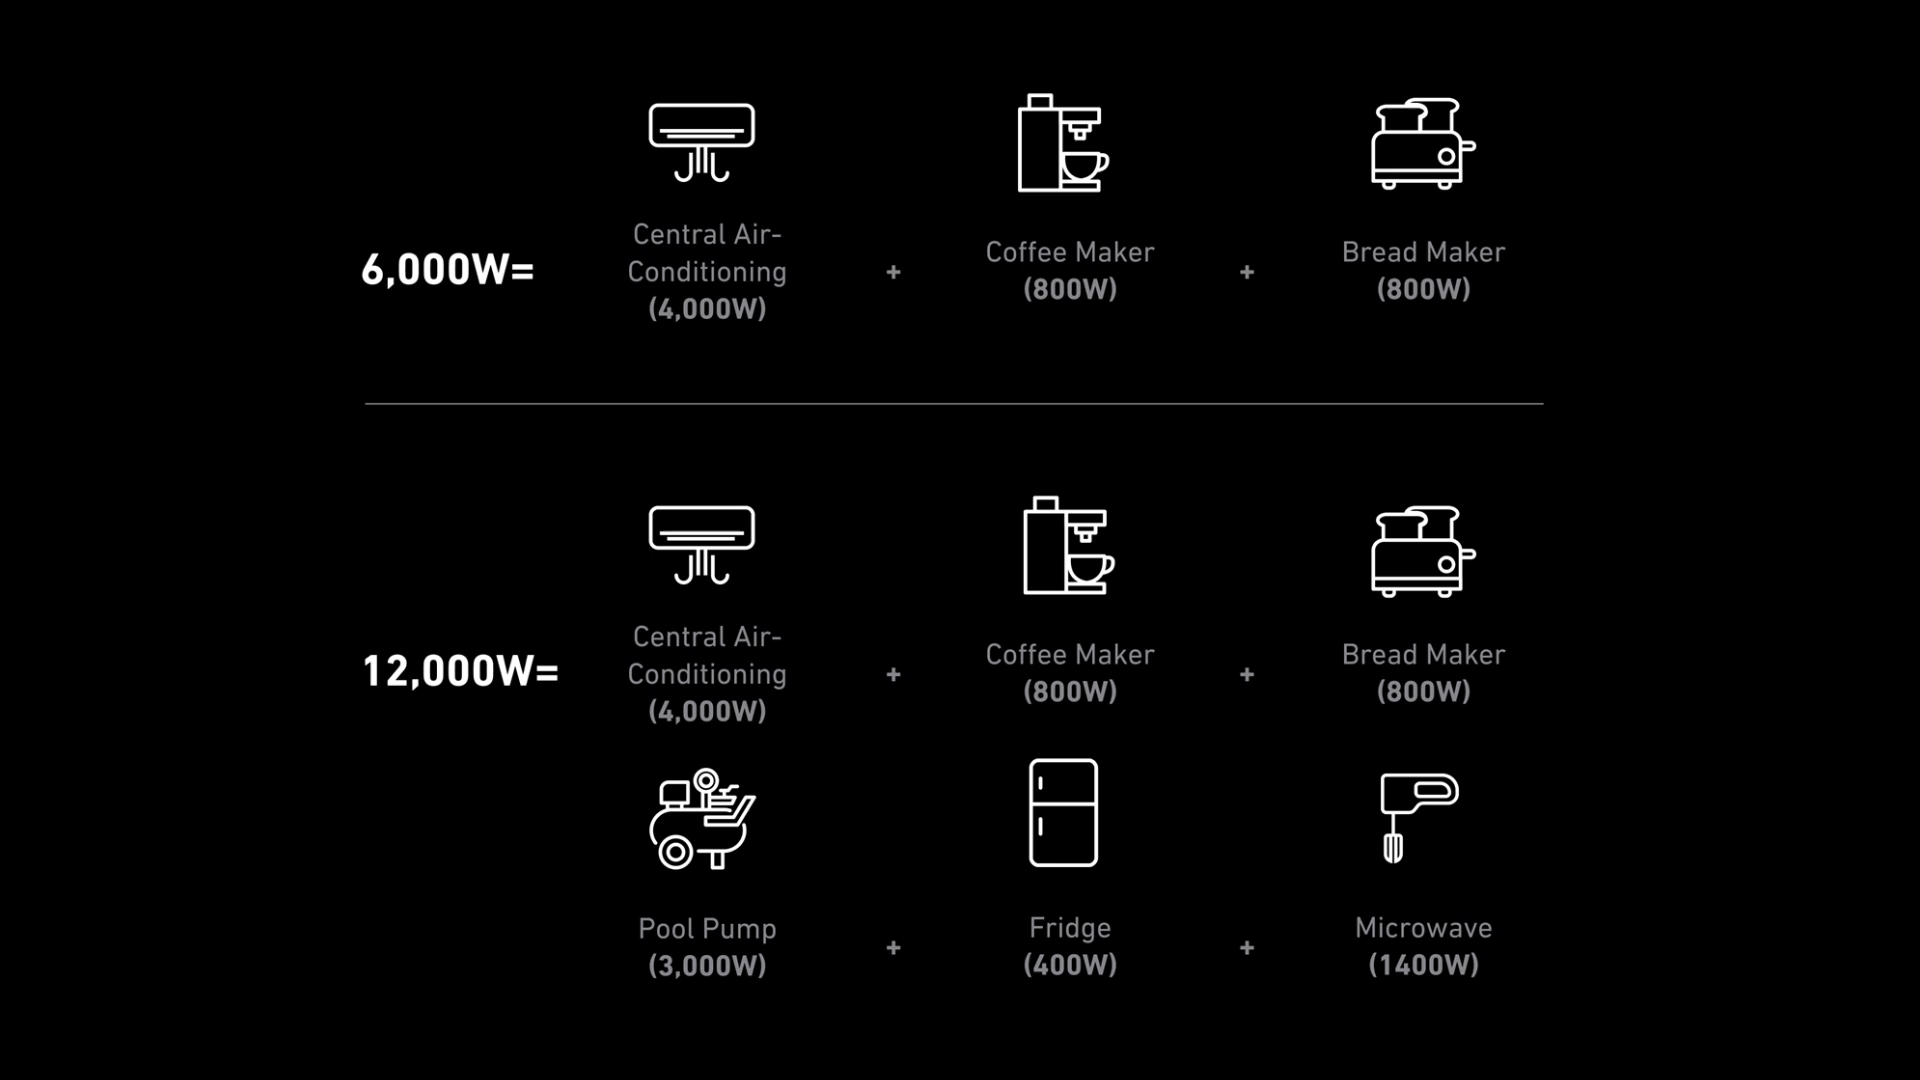 6,000W=
Central Air-
Conditioning
(4,000W)
+
Coffee Maker
(800W)
+
Bread Maker
(800W)
12,000W=
Central Air-
Conditioning
(4,000W)
+
Coffee Maker
(800W)
+
Bread Maker
(800W)
Pool Pump
(3,000W)
+
Fridge
(400W)
+
Microwave
(1400W)